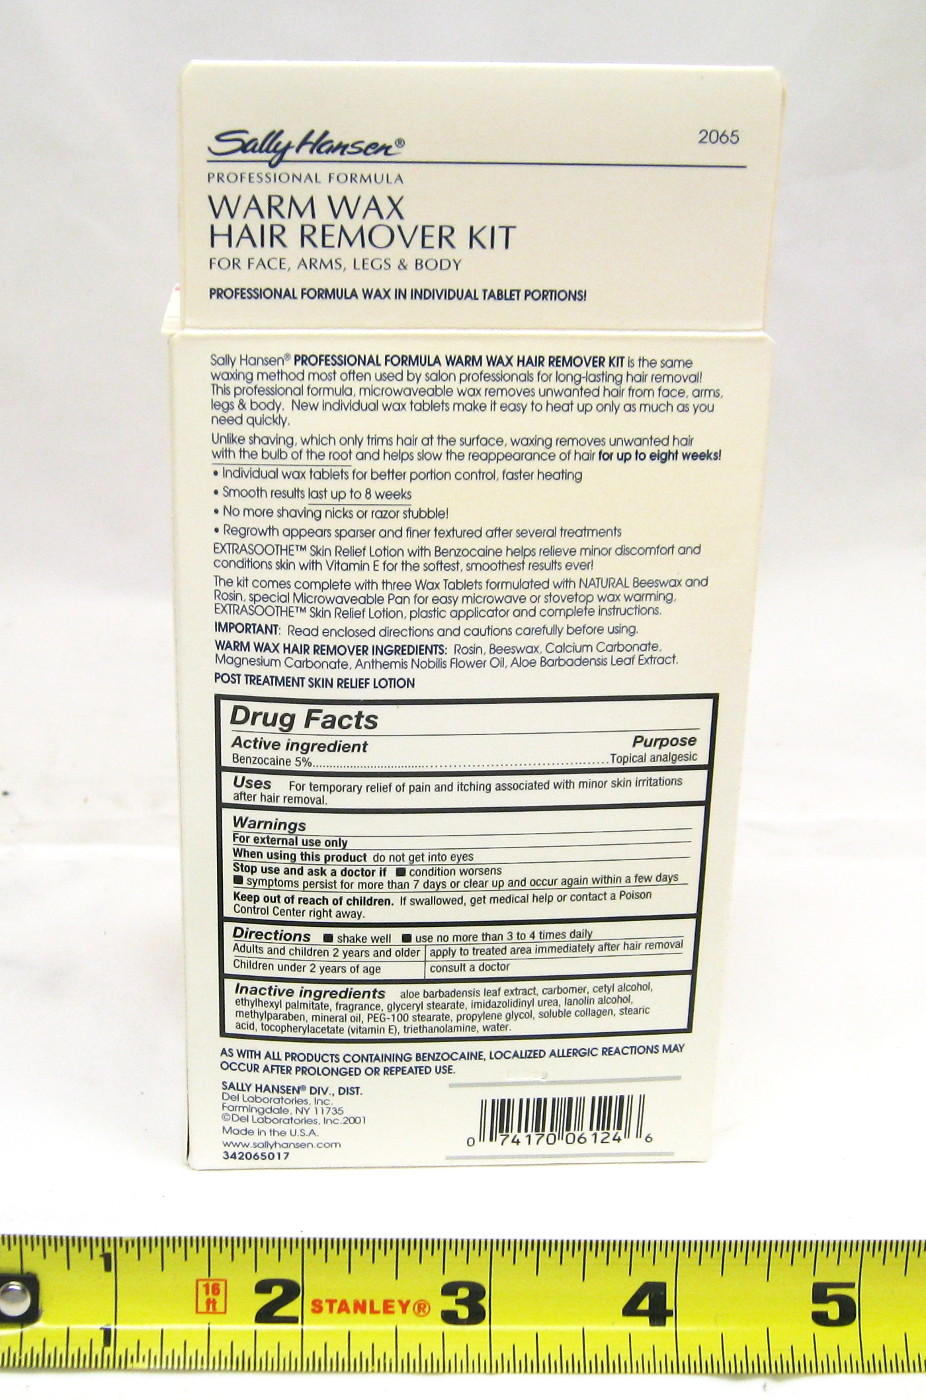 Sally Hansen®
2065
PROFESSIONAL FORMULA
WARM WAX
HAIR REMOVER KIT
FOR FACE, ARMS, LEGS & BODY
PROFESSIONAL FORMULA WAX IN INDIVIDUAL TABLET PORTIONS!
Sally Hansen® PROFESSIONAL FORMULA WARM WAX HAIR REMOVER KIT is the same
waxing method most often used by salon professionals for long-lasting hair removal!
This professional formula, microwaveable wax removes unwanted hair from face, arms,
legs & body. New individual wax tablets make it easy to heat up only as much as you
need quickly.
Unlike shaving, which only trims hair at the surface, waxing removes unwanted hair
with the bulb of the root and helps slow the reappearance of hair for up to eight weeks!
• Individual wax tablets for better portion control, faster heating
• Smooth results last up to 8 weeks
• No more shaving nicks or razor stubble!
• Regrowth appears sparser and finer textured after several treatments
EXTRASOOTHE™ Skin Relief Lotion with Benzocaine helps relieve minor discomfort and
conditions skin with Vitamin E for the softest, smoothest results ever!
The kit comes complete with three Wax Tablets formulated with NATURAL Beeswax and
Rosin, special Microwaveable Pan for easy microwave or stovetop wax warming,
EXTRASOOTHE™ Skin Relief Lotion, plastic applicator and complete instructions.
IMPORTANT: Read enclosed directions and cautions carefully before using.
WARM WAX HAIR REMOVER INGREDIENTS: Rosin, Beeswax, Calcium Carbonate,
Magnesium Carbonate, Anthemis Nobilis Flower Oil, Aloe Barbadensis Leaf Extract.
POST TREATMENT SKIN RELIEF LOTION
Drug Facts
Active ingredient Purpose
Benzocaine 5%..........Topical analgesic
Uses For temporary relief of pain and itching associated with minor skin irritations
after hair removal.
Warnings
For external use only
When using this product do not get into eyes
Stop use and ask a doctor if ■ condition worsens
■ symptoms persist for more than 7 days or clear up and occur again within a few days
Keep out of reach of children. If swallowed, get medical help or contact a Poison
Control Center right away.
Directions ■ shake well ■ use no more than 3 to 4 times daily
Adults and children 2 years and older apply to treated area immediately after hair removal
Children under 2 years of age consult a doctor
Inactive ingredients aloe barbadensis leaf extract, carbomer, cetyl alcohol,
ethylhexyl palmitate, fragrance, glyceryl stearate, imidazolidinyl urea, lanolin alcohol,
methylparaben, mineral oil, PEG-100 stearate, propylene glycol, soluble collagen, stearic
acid, tocopherylacetate (vitamin E), triethanolamine, water.
AS WITH ALL PRODUCTS CONTAINING BENZOCAINE, LOCALIZED ALLERGIC REACTIONS MAY
OCCUR AFTER PROLONGED OR REPEATED USE.
SALLY HANSEN® DIV., DIST.
Del Laboratories, Inc.
Farmingdale, NY 11735
©Del Laboratories, Inc.2001
Made in the U.S.A.
www.sallyhansen.com
342065017
0 74170 06124 6
1
16
ft
2 STANLEY® 3 4 5
1